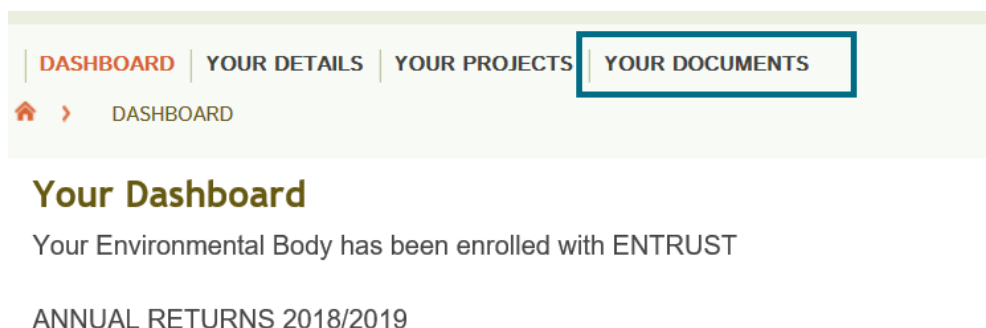 DASHBOARD YOUR DETAILS YOUR PROJECTS YOUR DOCUMENTS
DASHBOARD
Your Dashboard
Your Environmental Body has been enrolled with ENTRUST
ANNUAL RETURNS 2018/2019